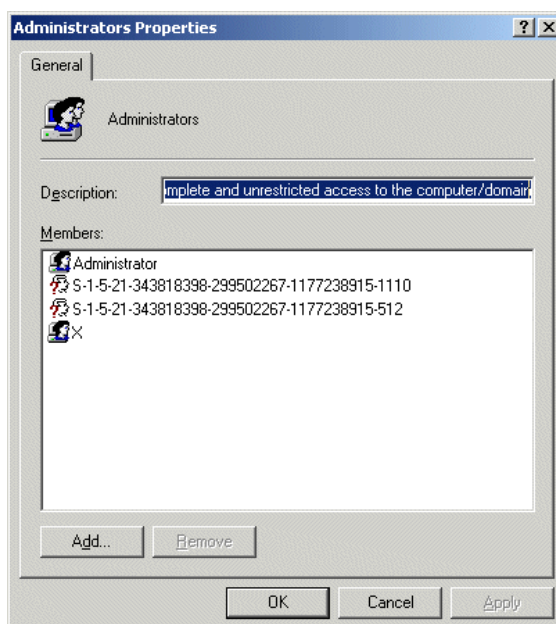 Administrators Properties
General
Administrators
Description: mplete and unrestricted access to the computer/domain
Members:
Administrator
S-1-5-21-343818398-299502267-1177238915-1110
S-1-5-21-343818398-299502267-1177238915-512
X
Add... Remove
OK Cancel Apply